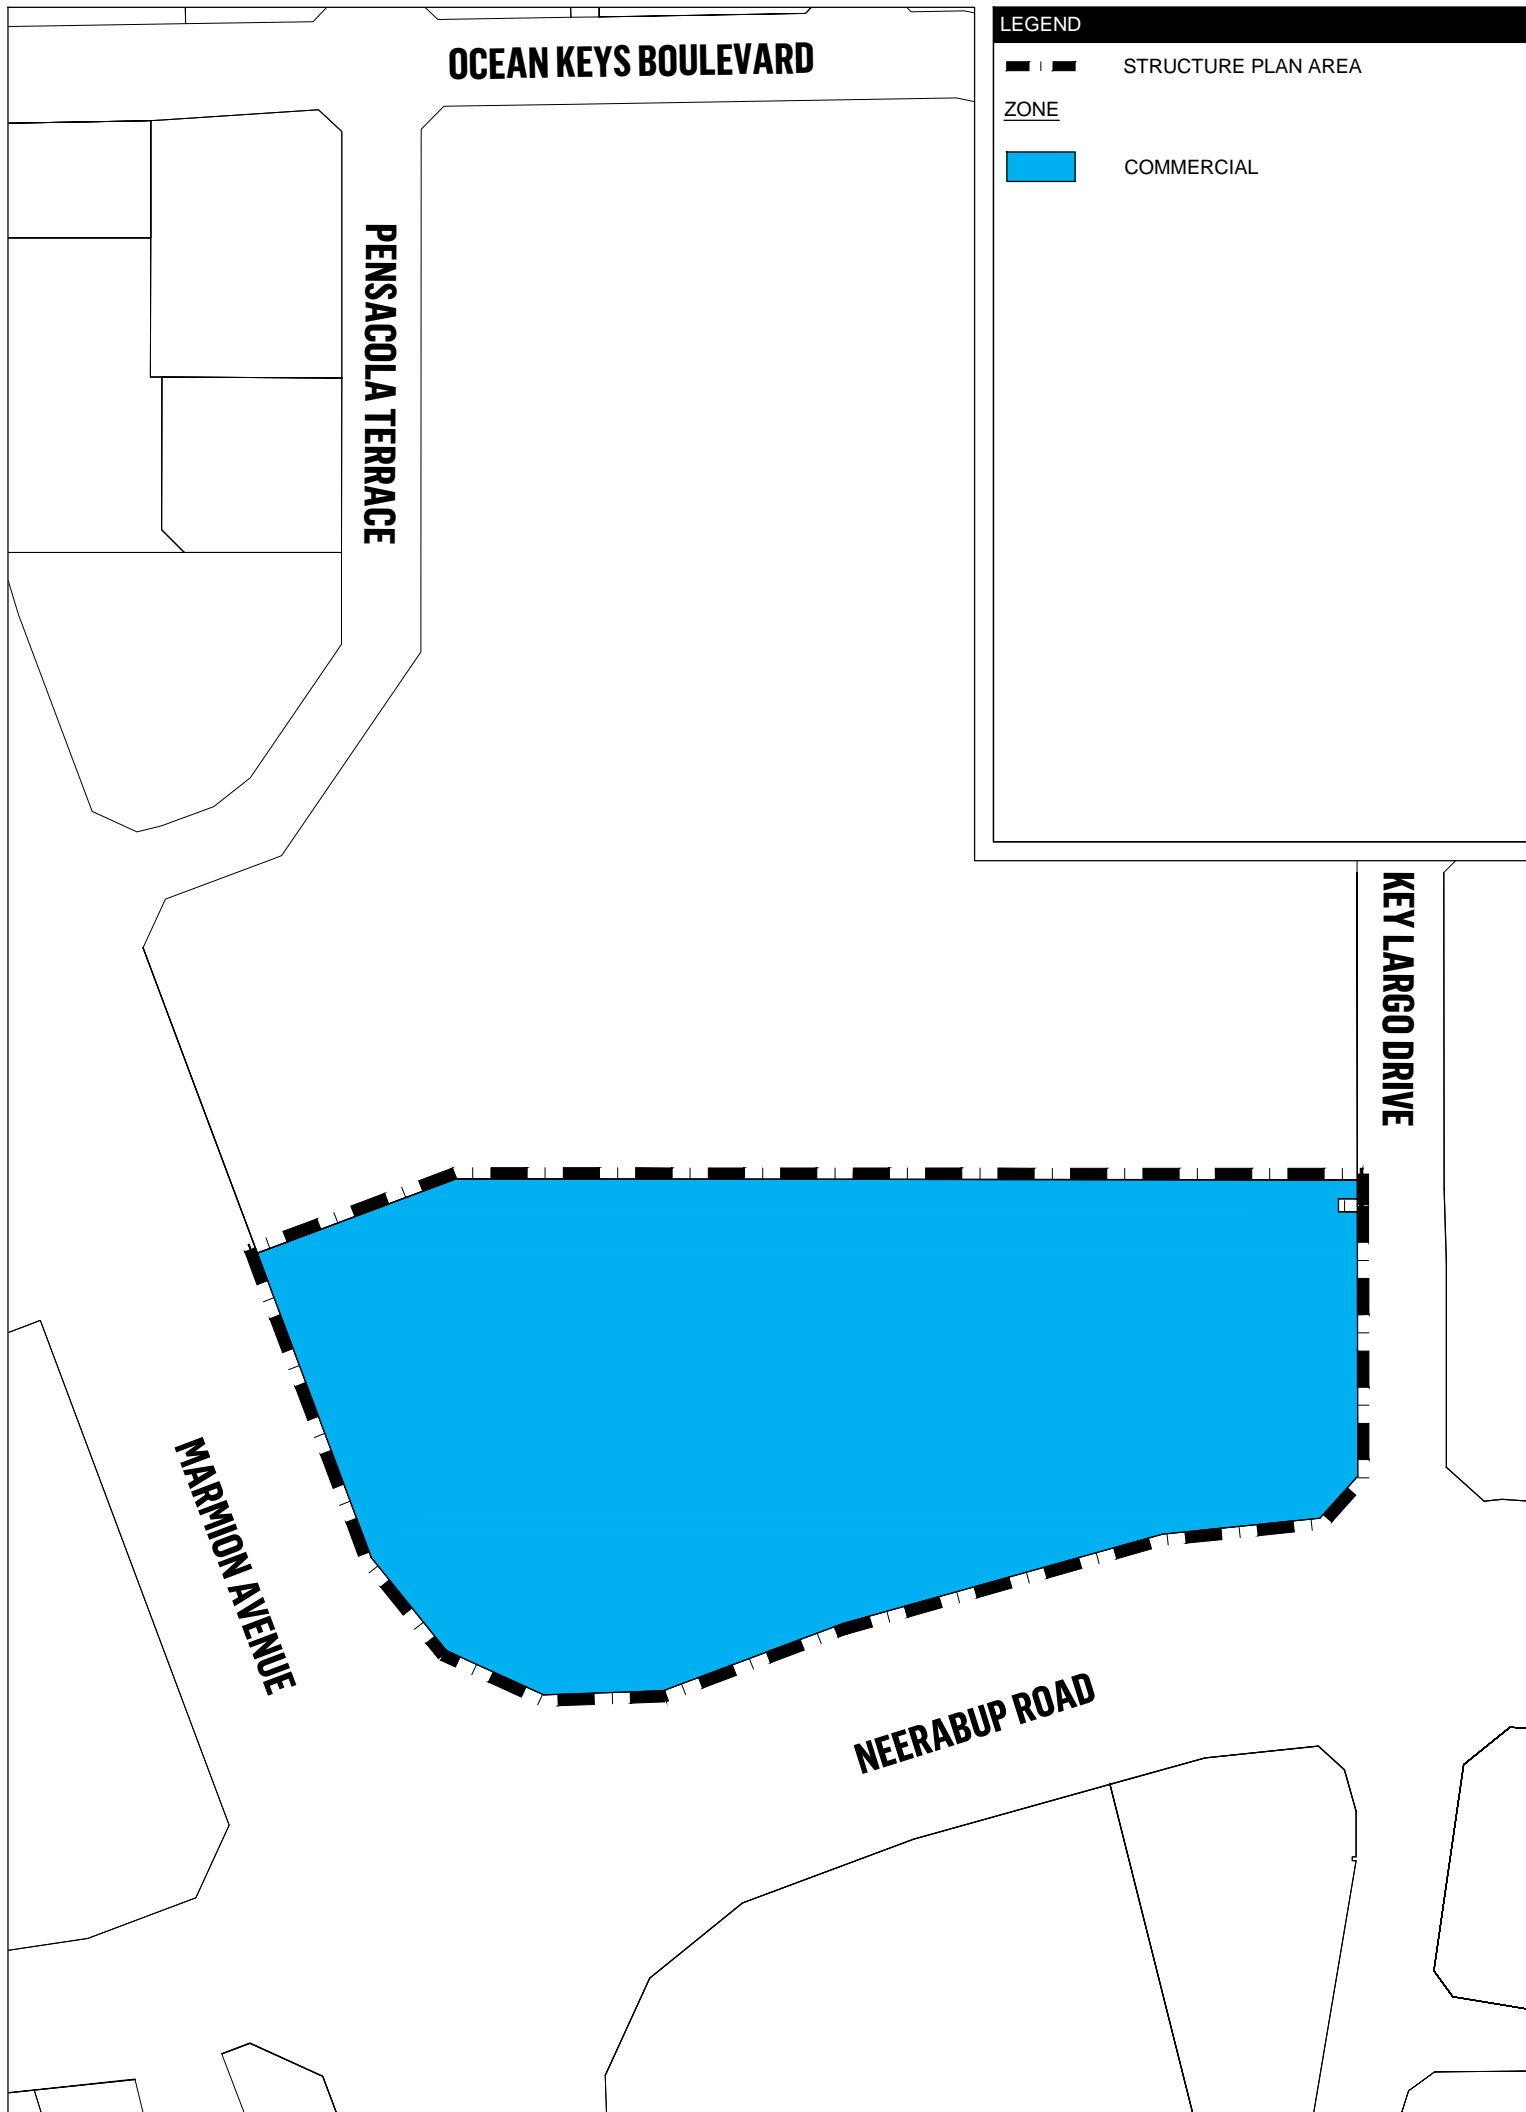 LEGEND
OCEAN KEYS BOULEVARD
STRUCTURE PLAN AREA
ZONE
COMMERCIAL
PENSACOLA TERRACE
KEY LARGO DRIVE
MARMION AVENUE
NEERABUP ROAD